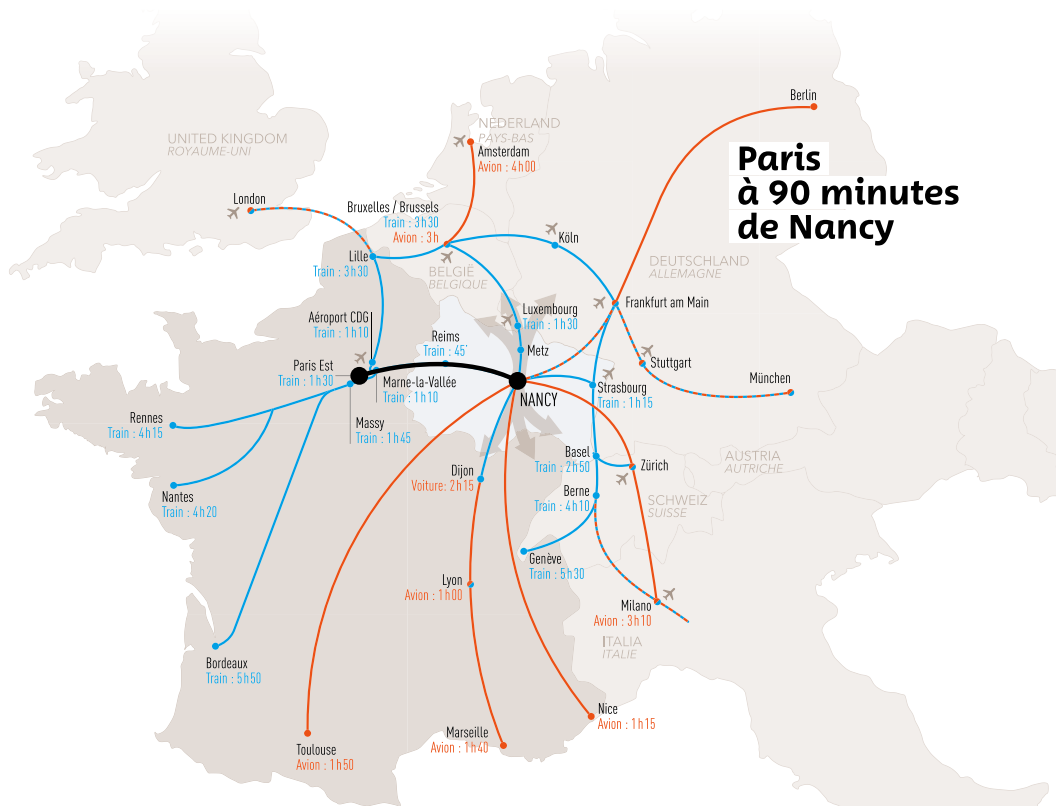 Berlin
NEDERLAND
PAYS-BAS
UNITED KINGDOM
ROYAUME-UNI
Amsterdam
Avion : 4h00
Paris
à 90 minutes
de Nancy
London
Bruxelles / Brussels
Train : 3h30
Avion : 3h
Köln
Lille
Train : 3h30
BELGIË
BELGIQUE
DEUTSCHLAND
ALLEMAGNE
Frankfurt am Main
Aéroport CDG
Train : 1h10
Luxembourg
Train : 1h30
Reims
Train : 45'
Metz
Paris Est
Train : 1h30
Stuttgart
München
Marne-la-Vallée
Train : 1h10
Strasbourg
Train : 1h15
NANCY
Rennes
Train : 4h15
Massy
Train : 1h45
Basel
Train : 2h50
Zürich
AUSTRIA
AUTRICHE
Dijon
Voiture: 2h15
Nantes
Train : 4h20
Berne
Train : 4h10
SCHWEIZ
SUISSE
Genève
Train : 5h30
Lyon
Avion : 1h00
Milano
Avion : 3h10
ITALIA
ITALIE
Bordeaux
Train : 5h50
Nice
Avion : 1h15
Marseille
Avion : 1h40
Toulouse
Avion : 1h50